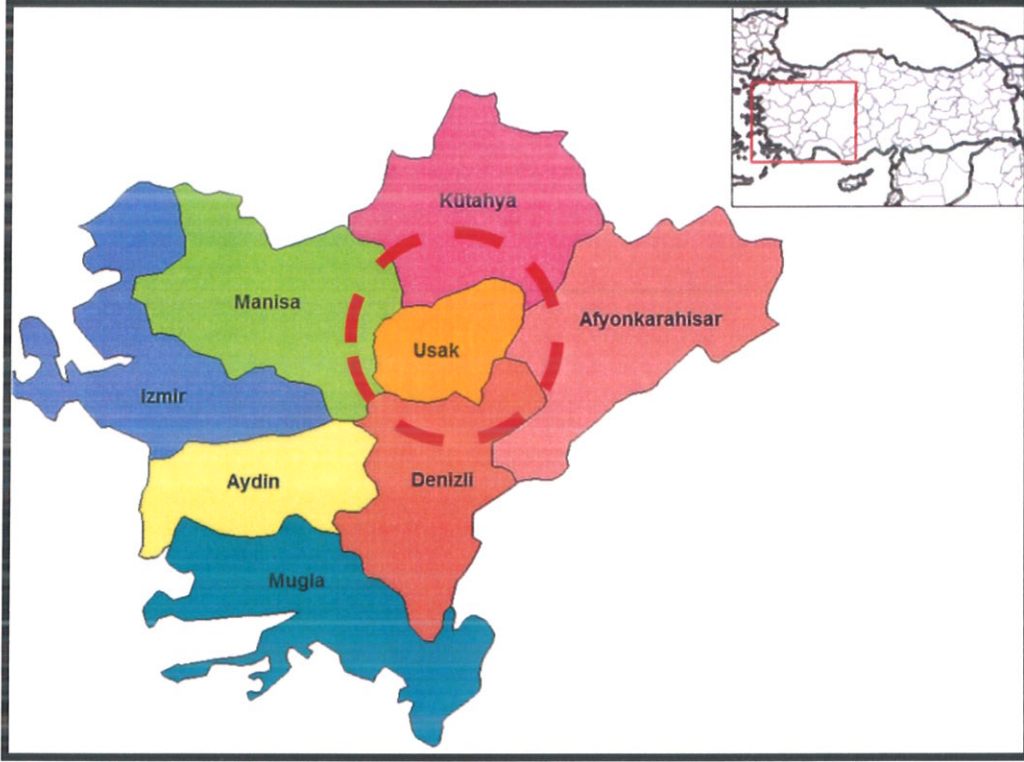 Kütahya
Manisa
Afyonkarahisar
Usak
Izmir
Aydin
Denizli
Mugla